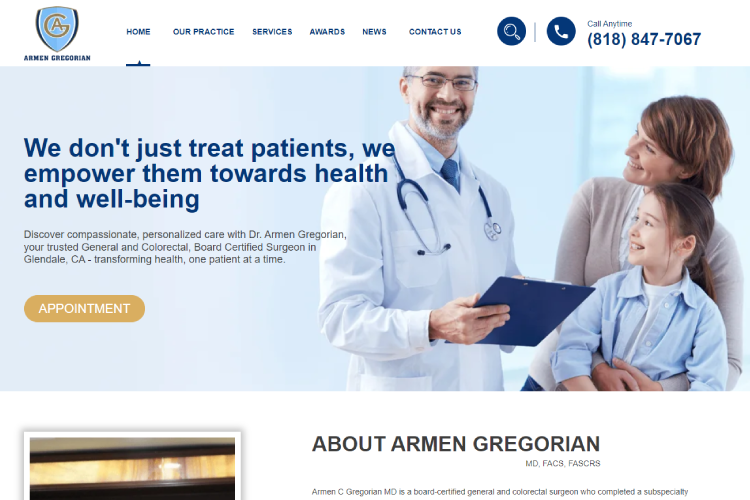 GA
ARMEN GREGORIAN
HOME
OUR PRACTICE
SERVICES
AWARDS
NEWS
CONTACT US
Call Anytime
(818) 847-7067
We don't just treat patients, we
empower them towards health
and well-being
Discover compassionate, personalized care with Dr. Armen Gregorian,
your trusted General and Colorectal, Board Certified Surgeon in
Glendale, CA - transforming health, one patient at a time.
APPOINTMENT
ABOUT ARMEN GREGORIAN
MD, FACS, FASCRS
Armen C Gregorian MD is a board-certified general and colorectal surgeon who completed a subspecialty